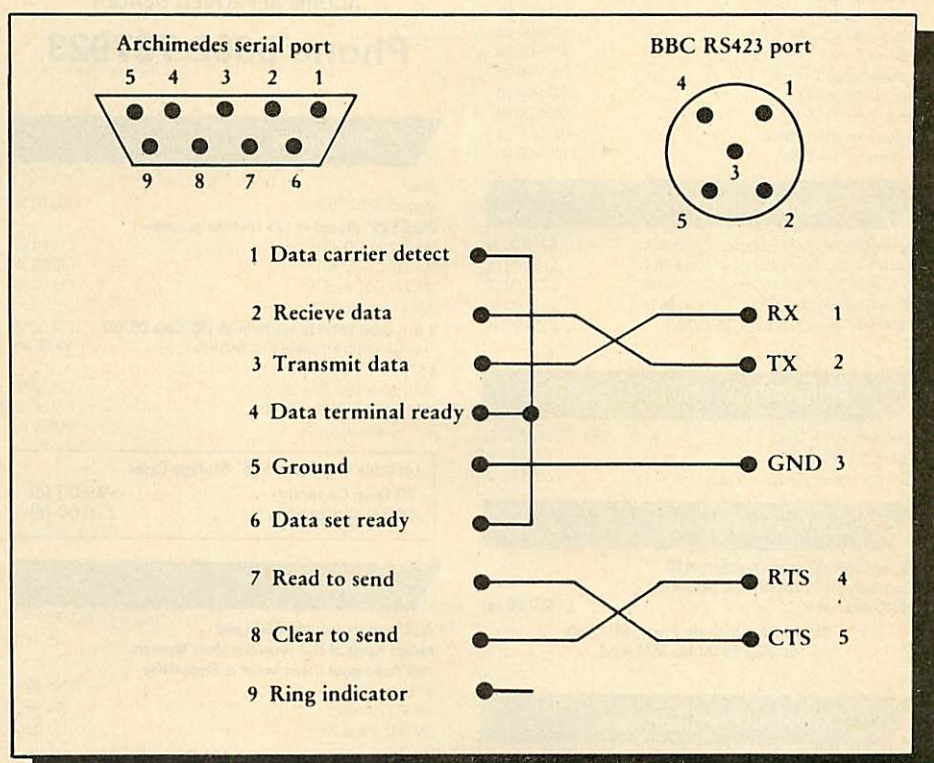 Archimedes serial port
BBC RS423 port
5 4 3 2 1
9 8 7 6
4 1
3
5 2
1 Data carrier detect
2 Recieve data RX 1
3 Transmit data TX 2
4 Data terminal ready
5 Ground GND 3
6 Data set ready
7 Read to send RTS 4
8 Clear to send CTS 5
9 Ring indicator